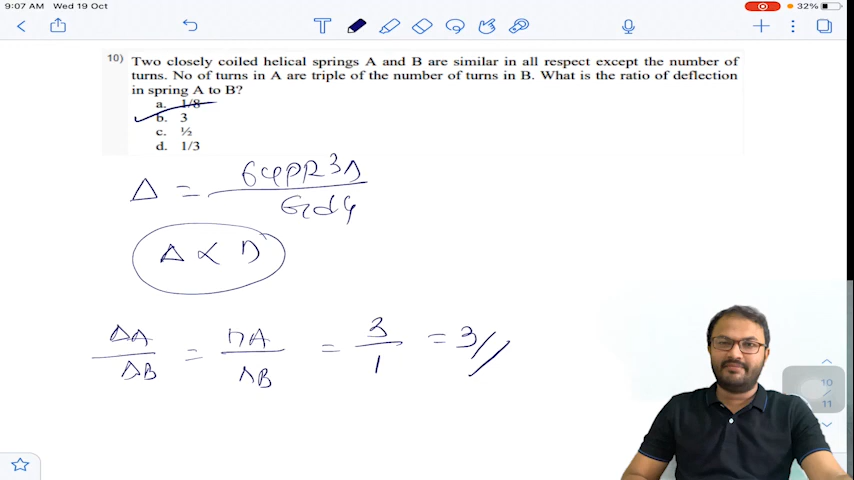 9:07 AM Wed 19 Oct
32%
10) Two closely coiled helical springs A and B are similar in all respect except the number of
turns. No of turns in A are triple of the number of turns in B. What is the ratio of deflection
in spring A to B?
a. 1/8
b. 3
c. ½
d. 1/3
Δ = 64PR3n / Gd4
Δ ∝ n
ΔA / ΔB = nA / nB = 3 / 1 = 3//
10
/
11